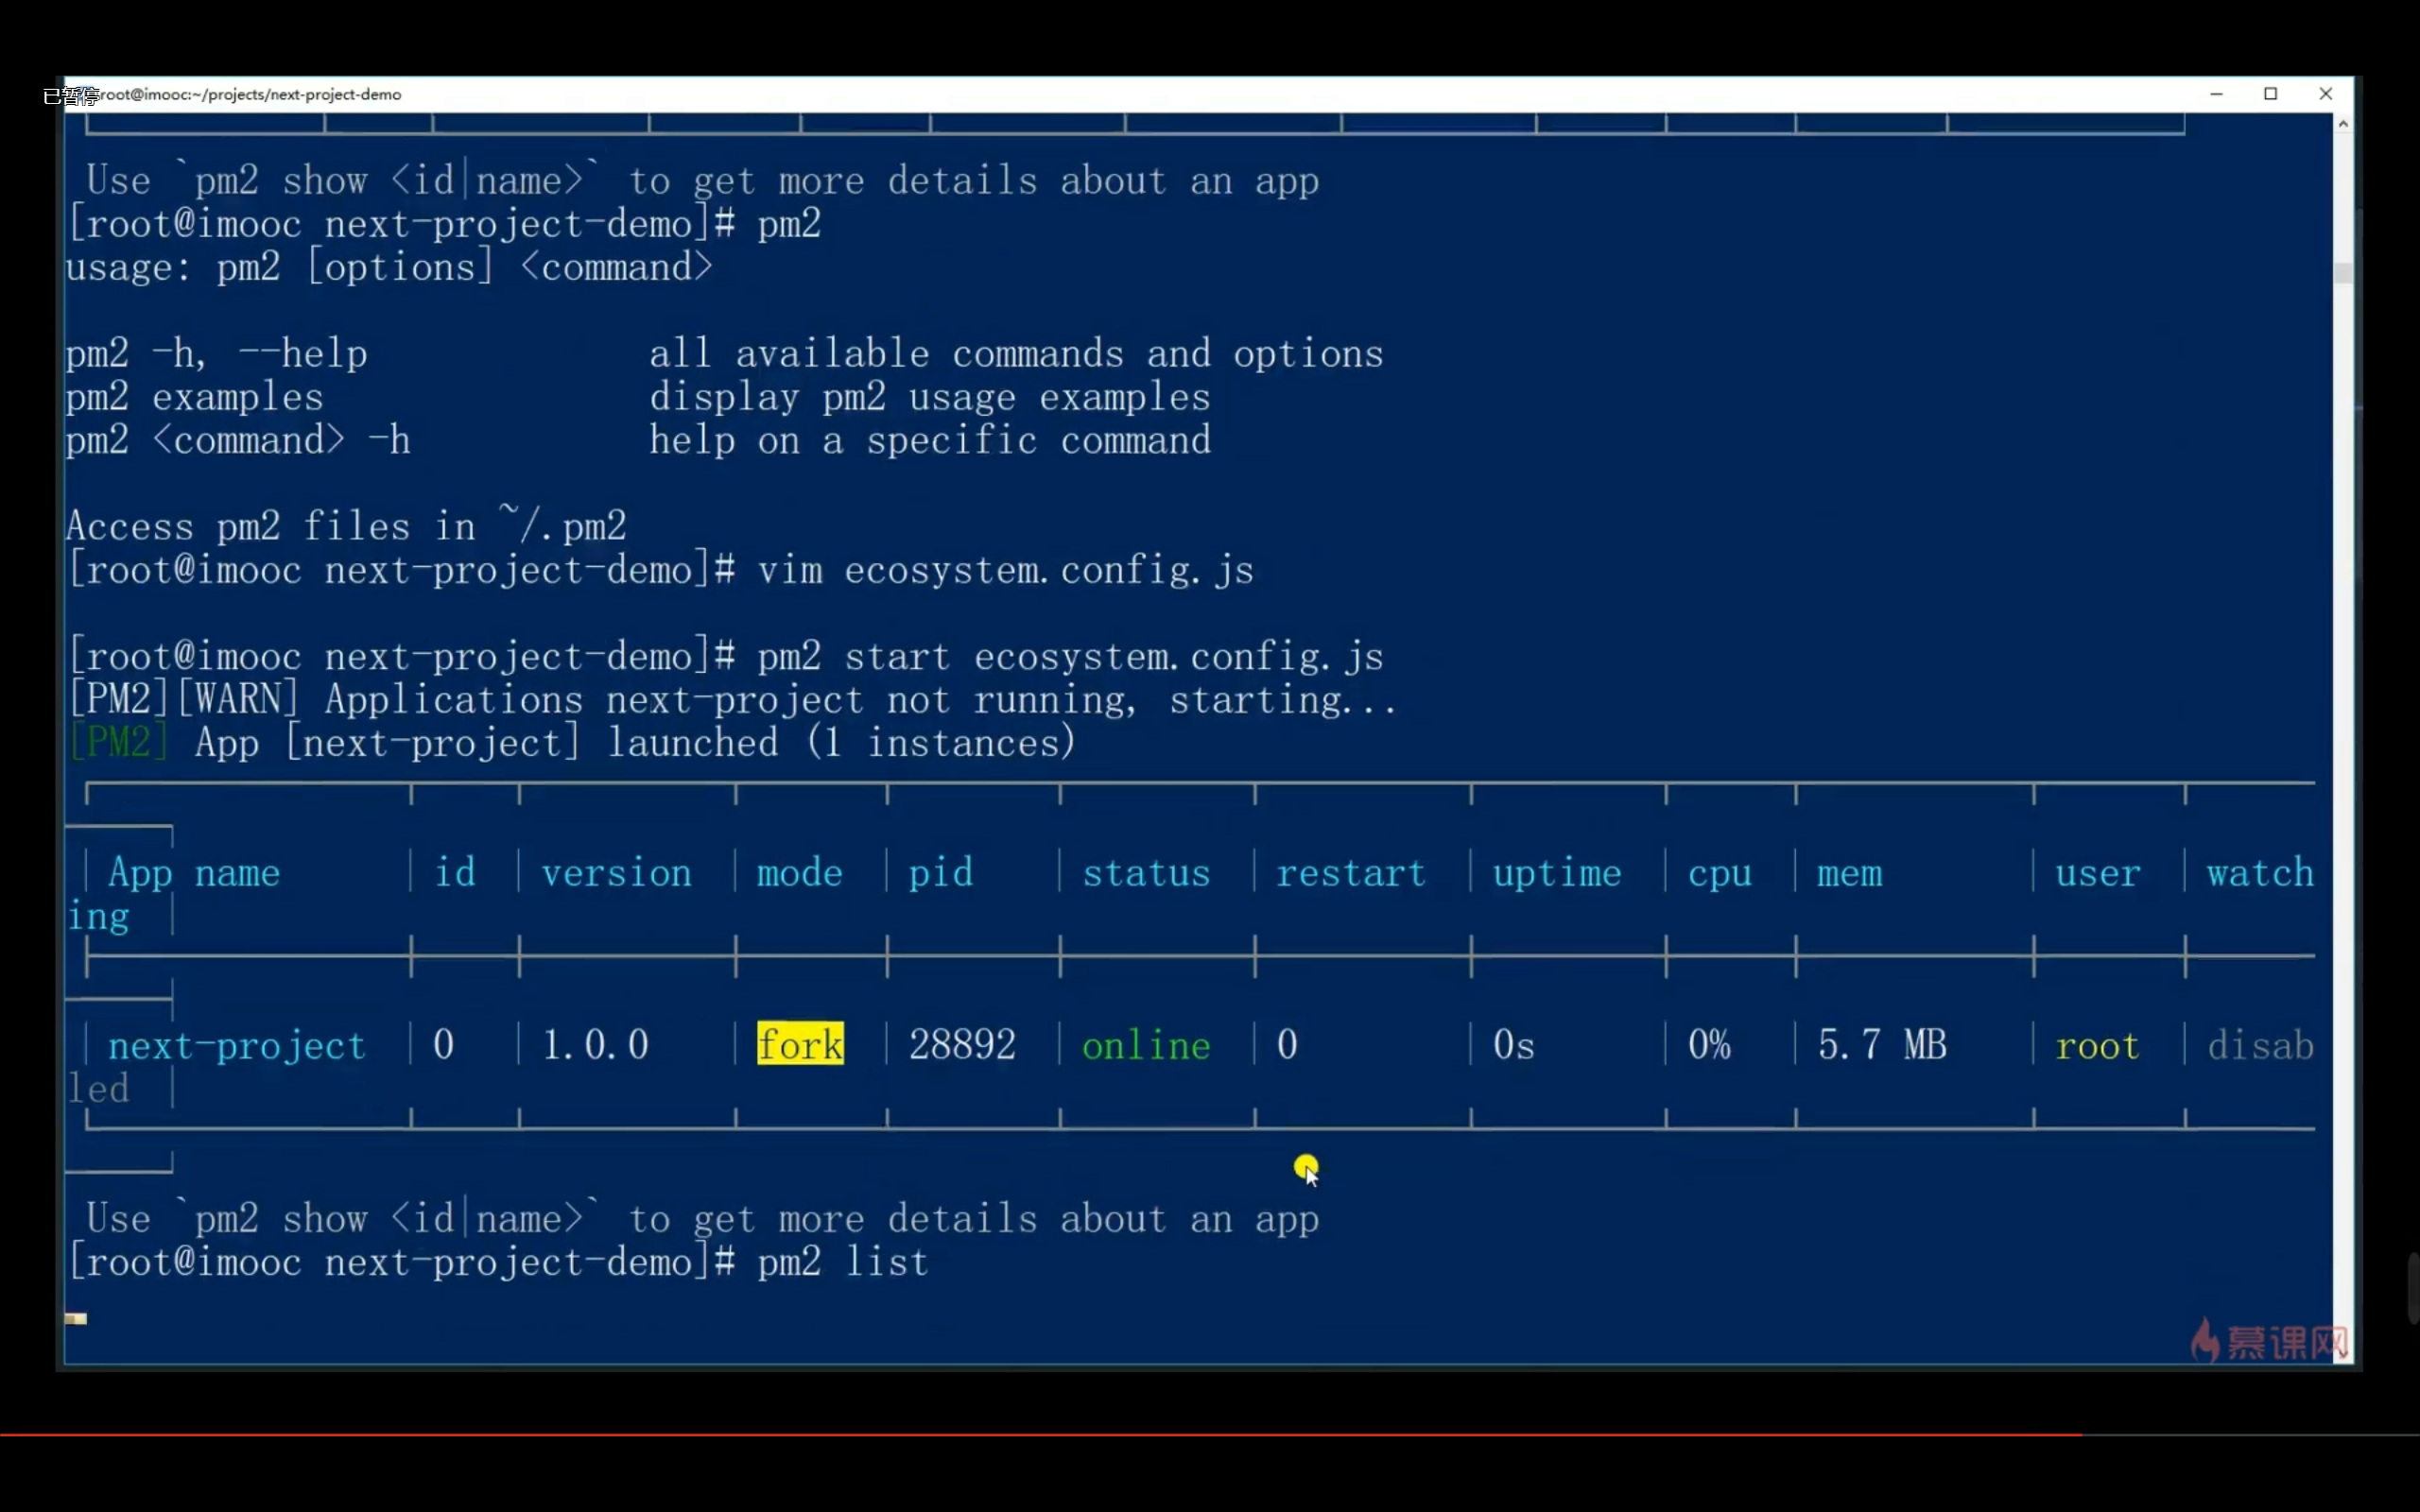 已暂停
root@imooc:~/projects/next-project-demo
Use `pm2 show <id|name>` to get more details about an app
[root@imooc next-project-demo]# pm2
usage: pm2 [options] <command>
pm2 -h, --help all available commands and options
pm2 examples display pm2 usage examples
pm2 <command> -h help on a specific command
Access pm2 files in ~/.pm2
[root@imooc next-project-demo]# vim ecosystem.config.js
[root@imooc next-project-demo]# pm2 start ecosystem.config.js
[PM2][WARN] Applications next-project not running, starting...
[PM2] App [next-project] launched (1 instances)
│ App name │ id │ version │ mode │ pid │ status │ restart │ uptime │ cpu │ mem │ user │ watch
ing │
│ next-project │ 0 │ 1.0.0 │ fork │ 28892 │ online │ 0 │ 0s │ 0% │ 5.7 MB │ root │ disab
led │
Use `pm2 show <id|name>` to get more details about an app
[root@imooc next-project-demo]# pm2 list
慕课网